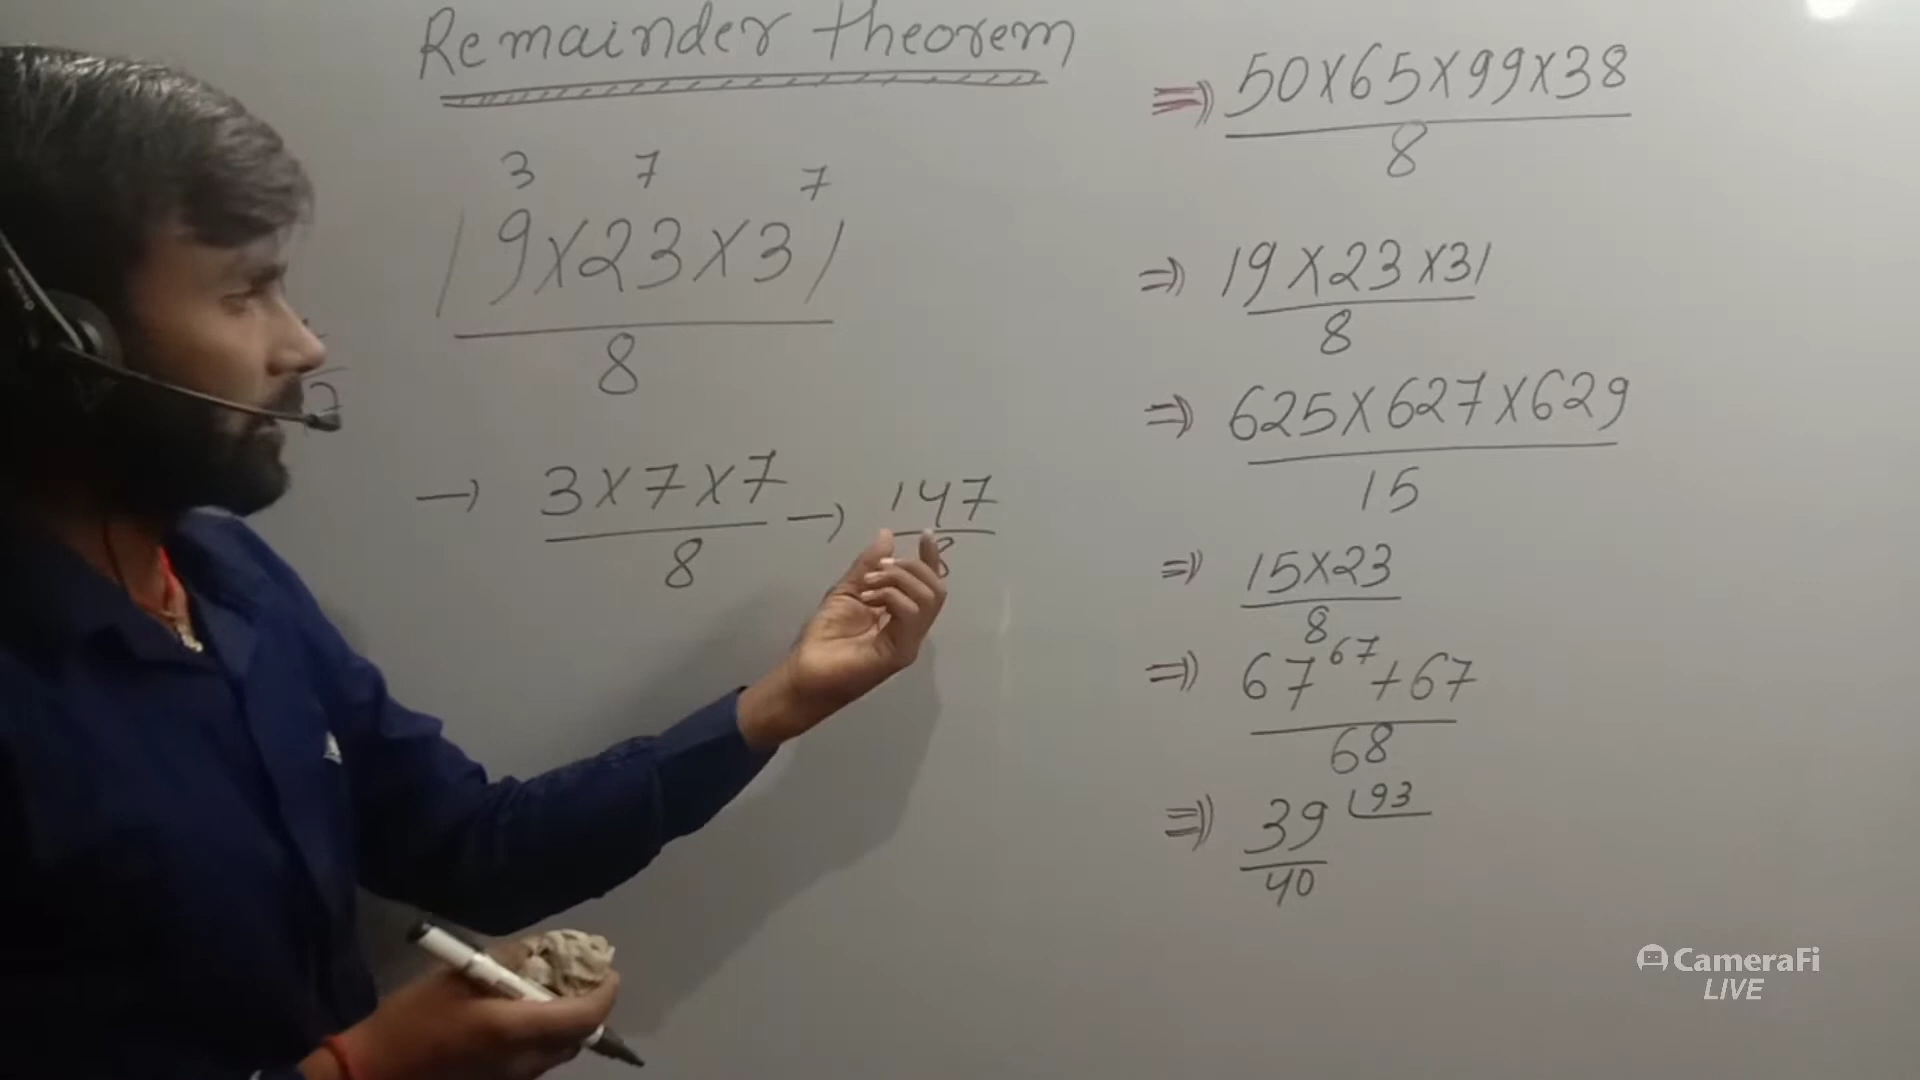 Remainder theorem
3 7 7
19×23×31
8
→ 3×7×7 → 147
8 8
⇒ 50×65×99×38
8
⇒ 19×23×31
8
⇒ 625×627×629
15
⇒ 15×23
8
⇒ 67^67+67
68
⇒ 39 ^93
40
CameraFi
LIVE